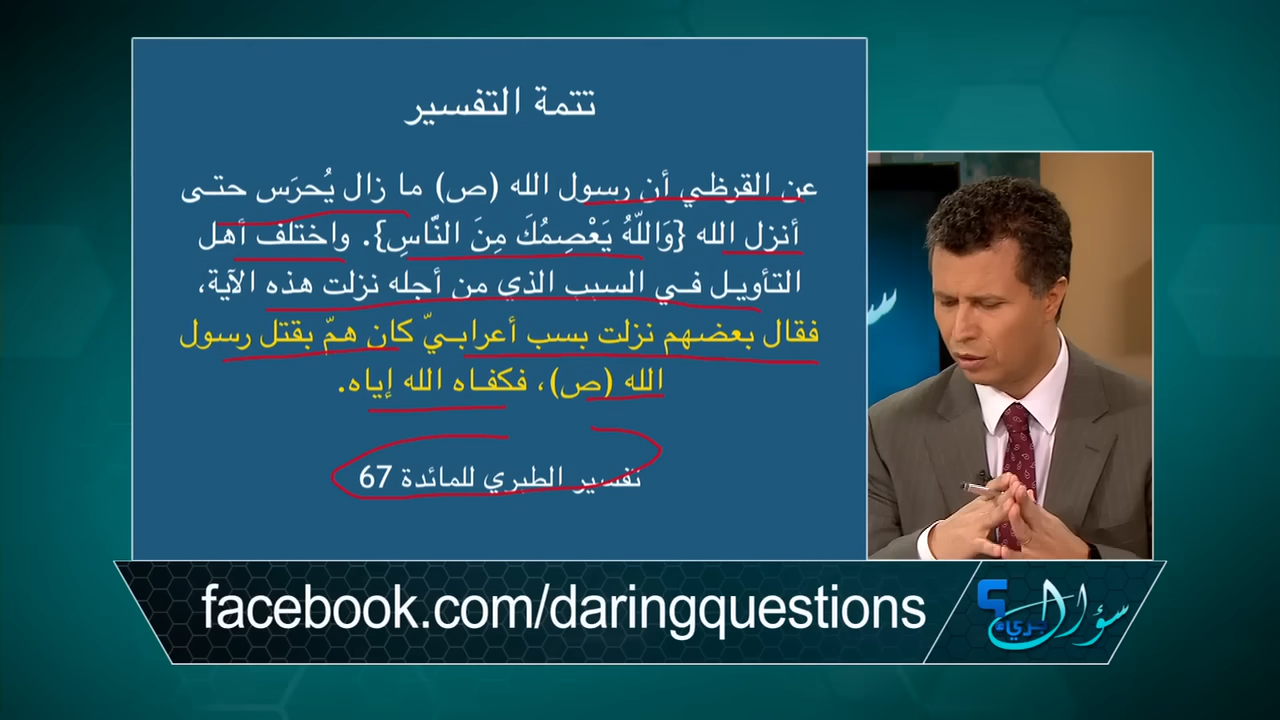 تتمة التفسير
عن القرظي أن رسول الله (ص) ما زال يُحرَس حتى
أنزل الله {وَاللّهُ يَعْصِمُكَ مِنَ النَّاسِ}. واختلف أهل
التأويل في السبب الذي من أجله نزلت هذه الآية،
فقال بعضهم نزلت بسب أعرابيّ كان همّ بقتل رسول
الله (ص)، فكفاه الله إياه.
تفسير الطبري للمائدة 67
facebook.com/daringquestions
سؤال جريء